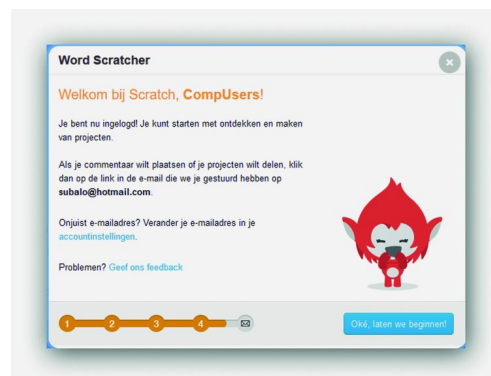 Word Scratcher
Welkom bij Scratch, CompUsers!
Je bent nu ingelogd! Je kunt starten met ontdekken en maken
van projecten.
Als je commentaar wilt plaatsen of je projecten wilt delen, klik
dan op de link in de e-mail die we je gestuurd hebben op
subalo@hotmail.com.
Onjuist e-mailadres? Verander je e-mailadres in je
accountinstellingen.
Problemen? Geef ons feedback
1 2 3 4
Oké, laten we beginnen!